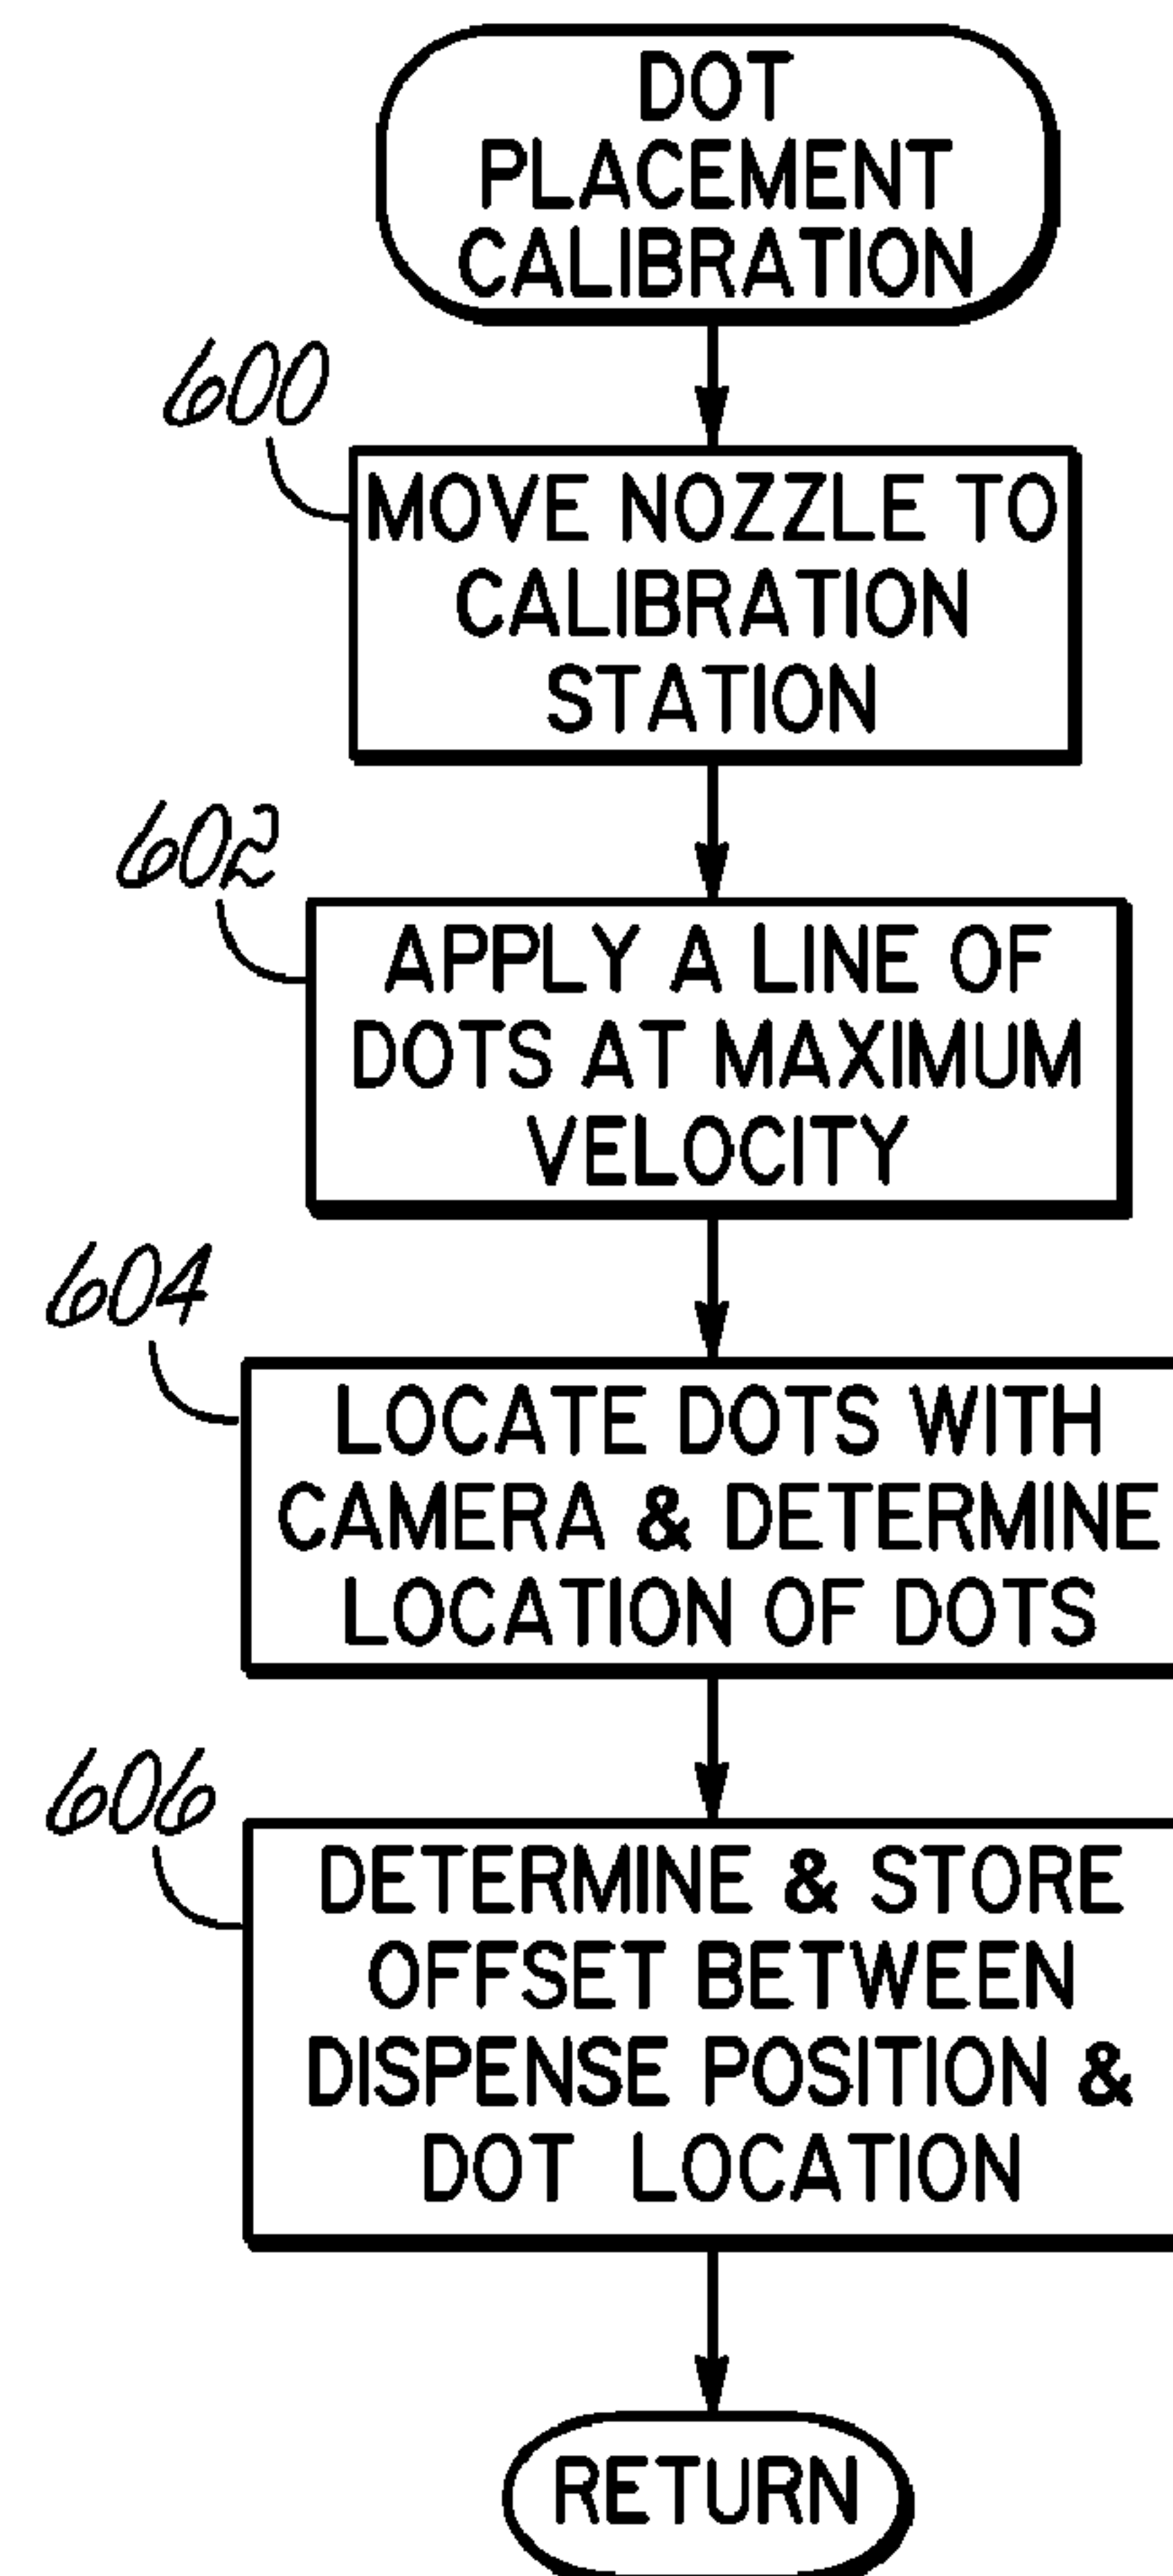 DOT
PLACEMENT
CALIBRATION
600
MOVE NOZZLE TO
CALIBRATION
STATION
602
APPLY A LINE OF
DOTS AT MAXIMUM
VELOCITY
604
LOCATE DOTS WITH
CAMERA & DETERMINE
LOCATION OF DOTS
606
DETERMINE & STORE
OFFSET BETWEEN
DISPENSE POSITION &
DOT LOCATION
RETURN